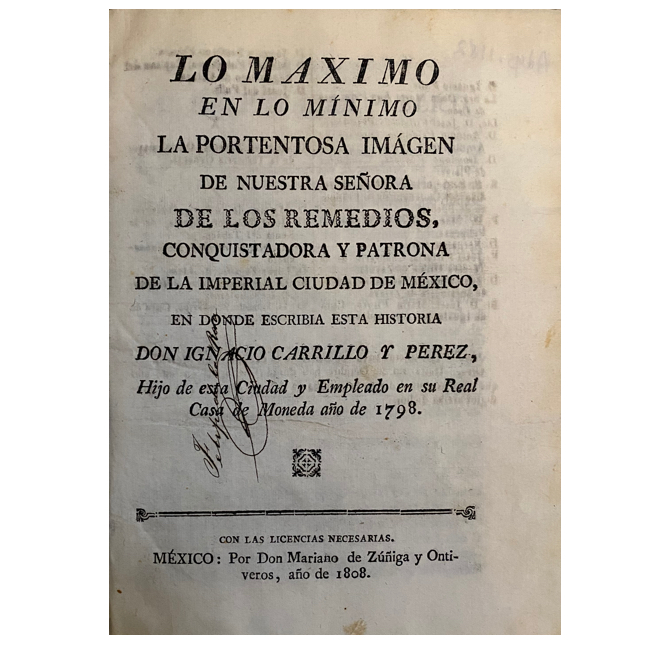 LO MAXIMO
EN LO MÍNIMO
LA PORTENTOSA IMÁGEN
DE NUESTRA SEÑORA
DE LOS REMEDIOS,
CONQUISTADORA Y PATRONA
DE LA IMPERIAL CIUDAD DE MÉXICO,
EN DONDE ESCRIBIA ESTA HISTORIA
DON IGNACIO CARRILLO Y PEREZ,
Hijo de esta Ciudad y Empleado en su Real
Casa de Moneda año de 1798.
CON LAS LICENCIAS NECESARIAS.
MÉXICO: Por Don Mariano de Zúñiga y Onti-
veros, año de 1808.